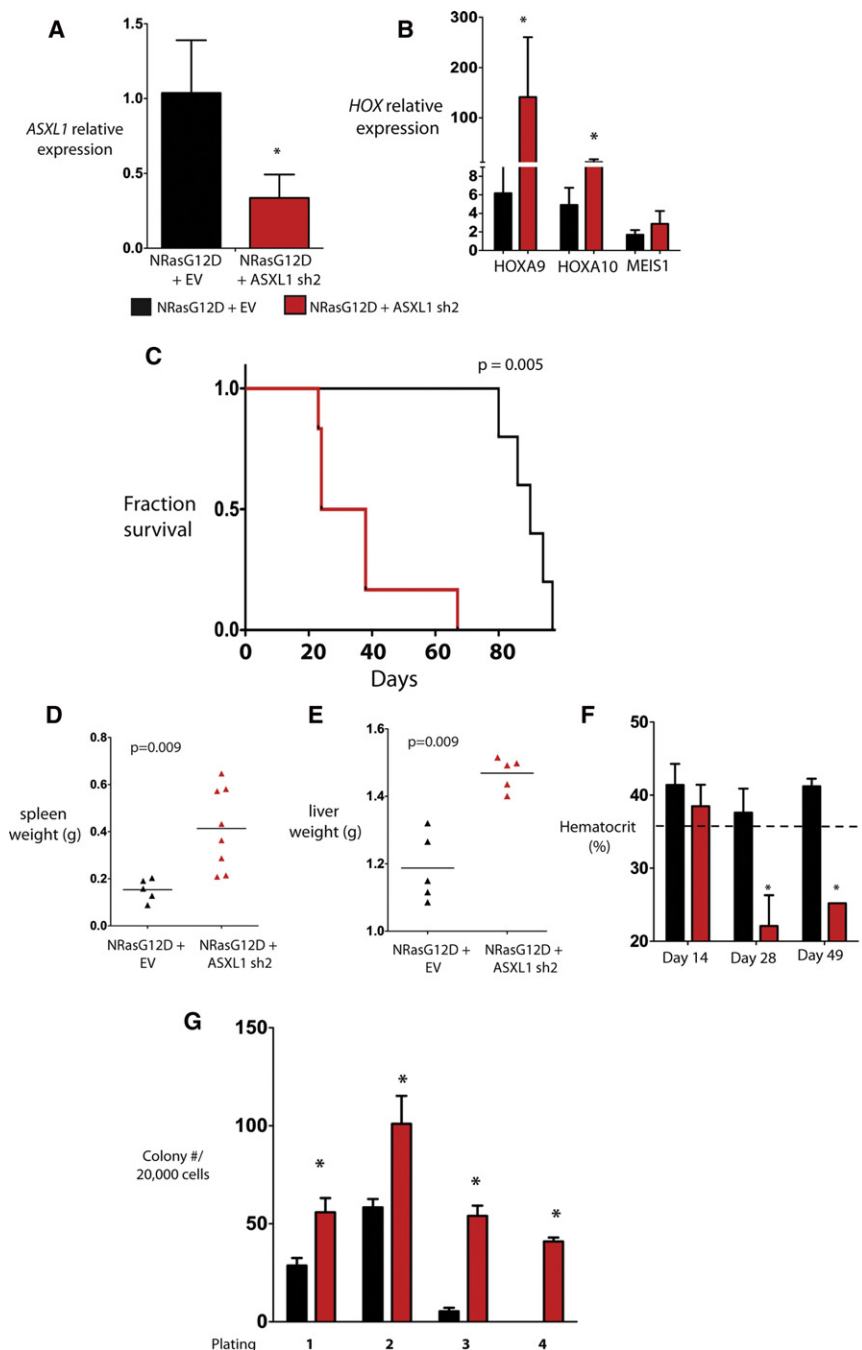 A
ASXL1 relative
expression
1.5
1.0
0.5
0.0
*
NRasG12D
+ EV
NRasG12D
+ ASXL1 sh2
B
HOX relative
expression
300
200
100
8
6
4
2
0
*
*
HOXA9
HOXA10
MEIS1
NRasG12D + EV
NRasG12D + ASXL1 sh2
C
p = 0.005
Fraction
survival
1.0
0.5
0.0
0
20
40
60
80
Days
D
p=0.009
spleen
weight (g)
0.8
0.6
0.4
0.2
0.0
NRasG12D +
EV
NRasG12D+
ASXL1 sh2
E
p=0.009
liver
weight (g)
1.6
1.4
1.2
1.0
NRasG12D +
EV
NRasG12D+
ASXL1 sh2
F
Hematocrit
(%)
50
40
30
20
*
*
Day 14
Day 28
Day 49
G
Colony #/
20,000 cells
150
100
50
0
*
*
*
*
Plating
1
2
3
4